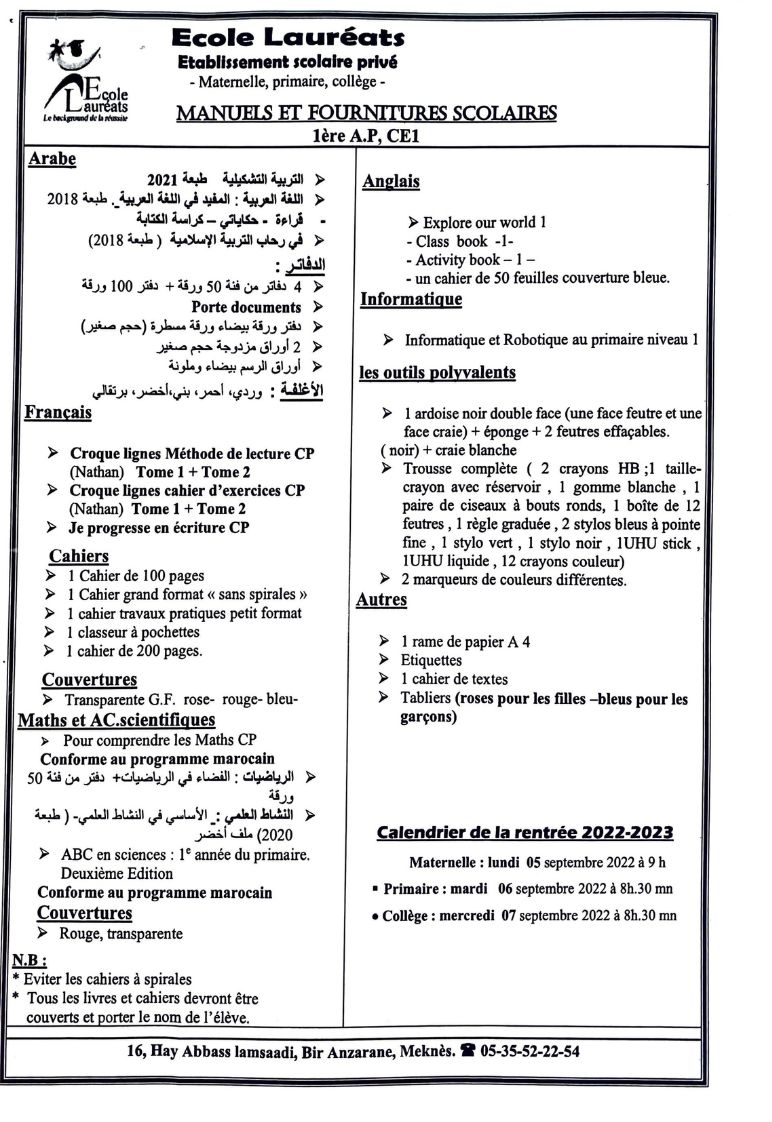 Ecole Lauréats
Etablissement scolaire privé
- Maternelle, primaire, collège -
Ecole
Lauréats
Le background de la réussite
MANUELS ET FOURNITURES SCOLAIRES
1ère A.P, CE1
Arabe
➢ التربية التشكيلية طبعة 2021
➢ اللغة العربية : المفيد في اللغة العربية. طبعة 2018
- قراءة - حكاياتي – كراسة الكتابة
➢ في رحاب التربية الإسلامية ( طبعة 2018)
الدفاتر :
➢ 4 دفاتر من فئة 50 ورقة + دفتر 100 ورقة
➢ Porte documents
➢ دفتر ورقة بيضاء ورقة مسطرة (حجم صغير)
➢ 2 أوراق مزدوجة حجم صغير
➢ أوراق الرسم بيضاء وملونة
الأغلفة : وردي، أحمر، بني،أخضر، برتقالي
Français
➢ Croque lignes Méthode de lecture CP
(Nathan) Tome 1 + Tome 2
➢ Croque lignes cahier d'exercices CP
(Nathan) Tome 1 + Tome 2
➢ Je progresse en écriture CP
Cahiers
➢ 1 Cahier de 100 pages
➢ 1 Cahier grand format « sans spirales »
➢ 1 cahier travaux pratiques petit format
➢ 1 classeur à pochettes
➢ 1 cahier de 200 pages.
Couvertures
➢ Transparente G.F. rose- rouge- bleu-
Maths et AC.scientifiques
➢ Pour comprendre les Maths CP
Conforme au programme marocain
➢ الرياضيات : الفضاء في الرياضيات+ دفتر من فئة 50
ورقة
➢ النشاط العلمي :_ الأساسي في النشاط العلمي- ( طبعة
2020) ملف أخضر
➢ ABC en sciences : 1e année du primaire.
Deuxième Edition
Conforme au programme marocain
Couvertures
➢ Rouge, transparente
N.B :
* Eviter les cahiers à spirales
* Tous les livres et cahiers devront être
couverts et porter le nom de l'élève.
Anglais
➢ Explore our world 1
- Class book -1-
- Activity book – 1 –
- un cahier de 50 feuilles couverture bleue.
Informatique
➢ Informatique et Robotique au primaire niveau 1
les outils polyvalents
➢ 1 ardoise noir double face (une face feutre et une
face craie) + éponge + 2 feutres effaçables.
( noir) + craie blanche
➢ Trousse complète ( 2 crayons HB ;1 taille-
crayon avec réservoir , 1 gomme blanche , 1
paire de ciseaux à bouts ronds, 1 boîte de 12
feutres , 1 règle graduée , 2 stylos bleus à pointe
fine , 1 stylo vert , 1 stylo noir , 1UHU stick ,
1UHU liquide , 12 crayons couleur)
➢ 2 marqueurs de couleurs différentes.
Autres
➢ 1 rame de papier A 4
➢ Etiquettes
➢ 1 cahier de textes
➢ Tabliers (roses pour les filles –bleus pour les
garçons)
Calendrier de la rentrée 2022-2023
Maternelle : lundi 05 septembre 2022 à 9 h
▪ Primaire : mardi 06 septembre 2022 à 8h.30 mn
• Collège : mercredi 07 septembre 2022 à 8h.30 mn
16, Hay Abbass lamsaadi, Bir Anzarane, Meknès. ☎ 05-35-52-22-54